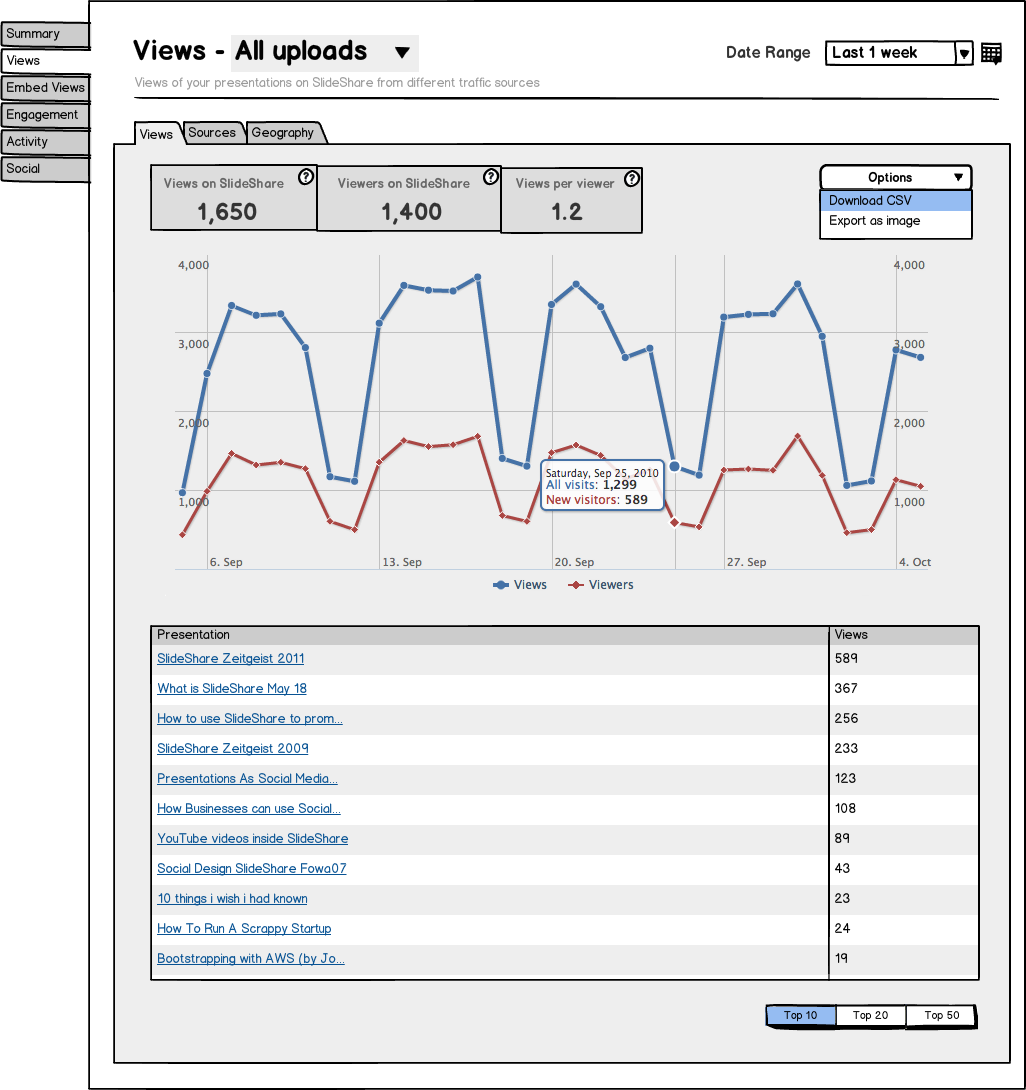 Summary
Views
Embed Views
Engagement
Activity
Social
Views - All uploads
Date Range Last 1 week
Views of your presentations on SlideShare from different traffic sources
Views Sources Geography
Views on SlideShare ?
1,650
Viewers on SlideShare ?
1,400
Views per viewer ?
1.2
Options
Download CSV
Export as image
4,000 4,000
3,000 3,000
2,000 2,000
1,000 1,000
Saturday, Sep 25, 2010
All visits: 1,299
New visitors: 589
6. Sep 13. Sep 20. Sep 27. Sep 4. Oct
Views Viewers
Presentation Views
SlideShare Zeitgeist 2011 589
What is SlideShare May 18 367
How to use SlideShare to prom... 256
SlideShare Zeitgeist 2009 233
Presentations As Social Media... 123
How Businesses can use Social... 108
YouTube videos inside SlideShare 89
Social Design SlideShare Fowa07 43
10 things i wish i had known 23
How To Run A Scrappy Startup 24
Bootstrapping with AWS (by Jo... 19
Top 10 Top 20 Top 50